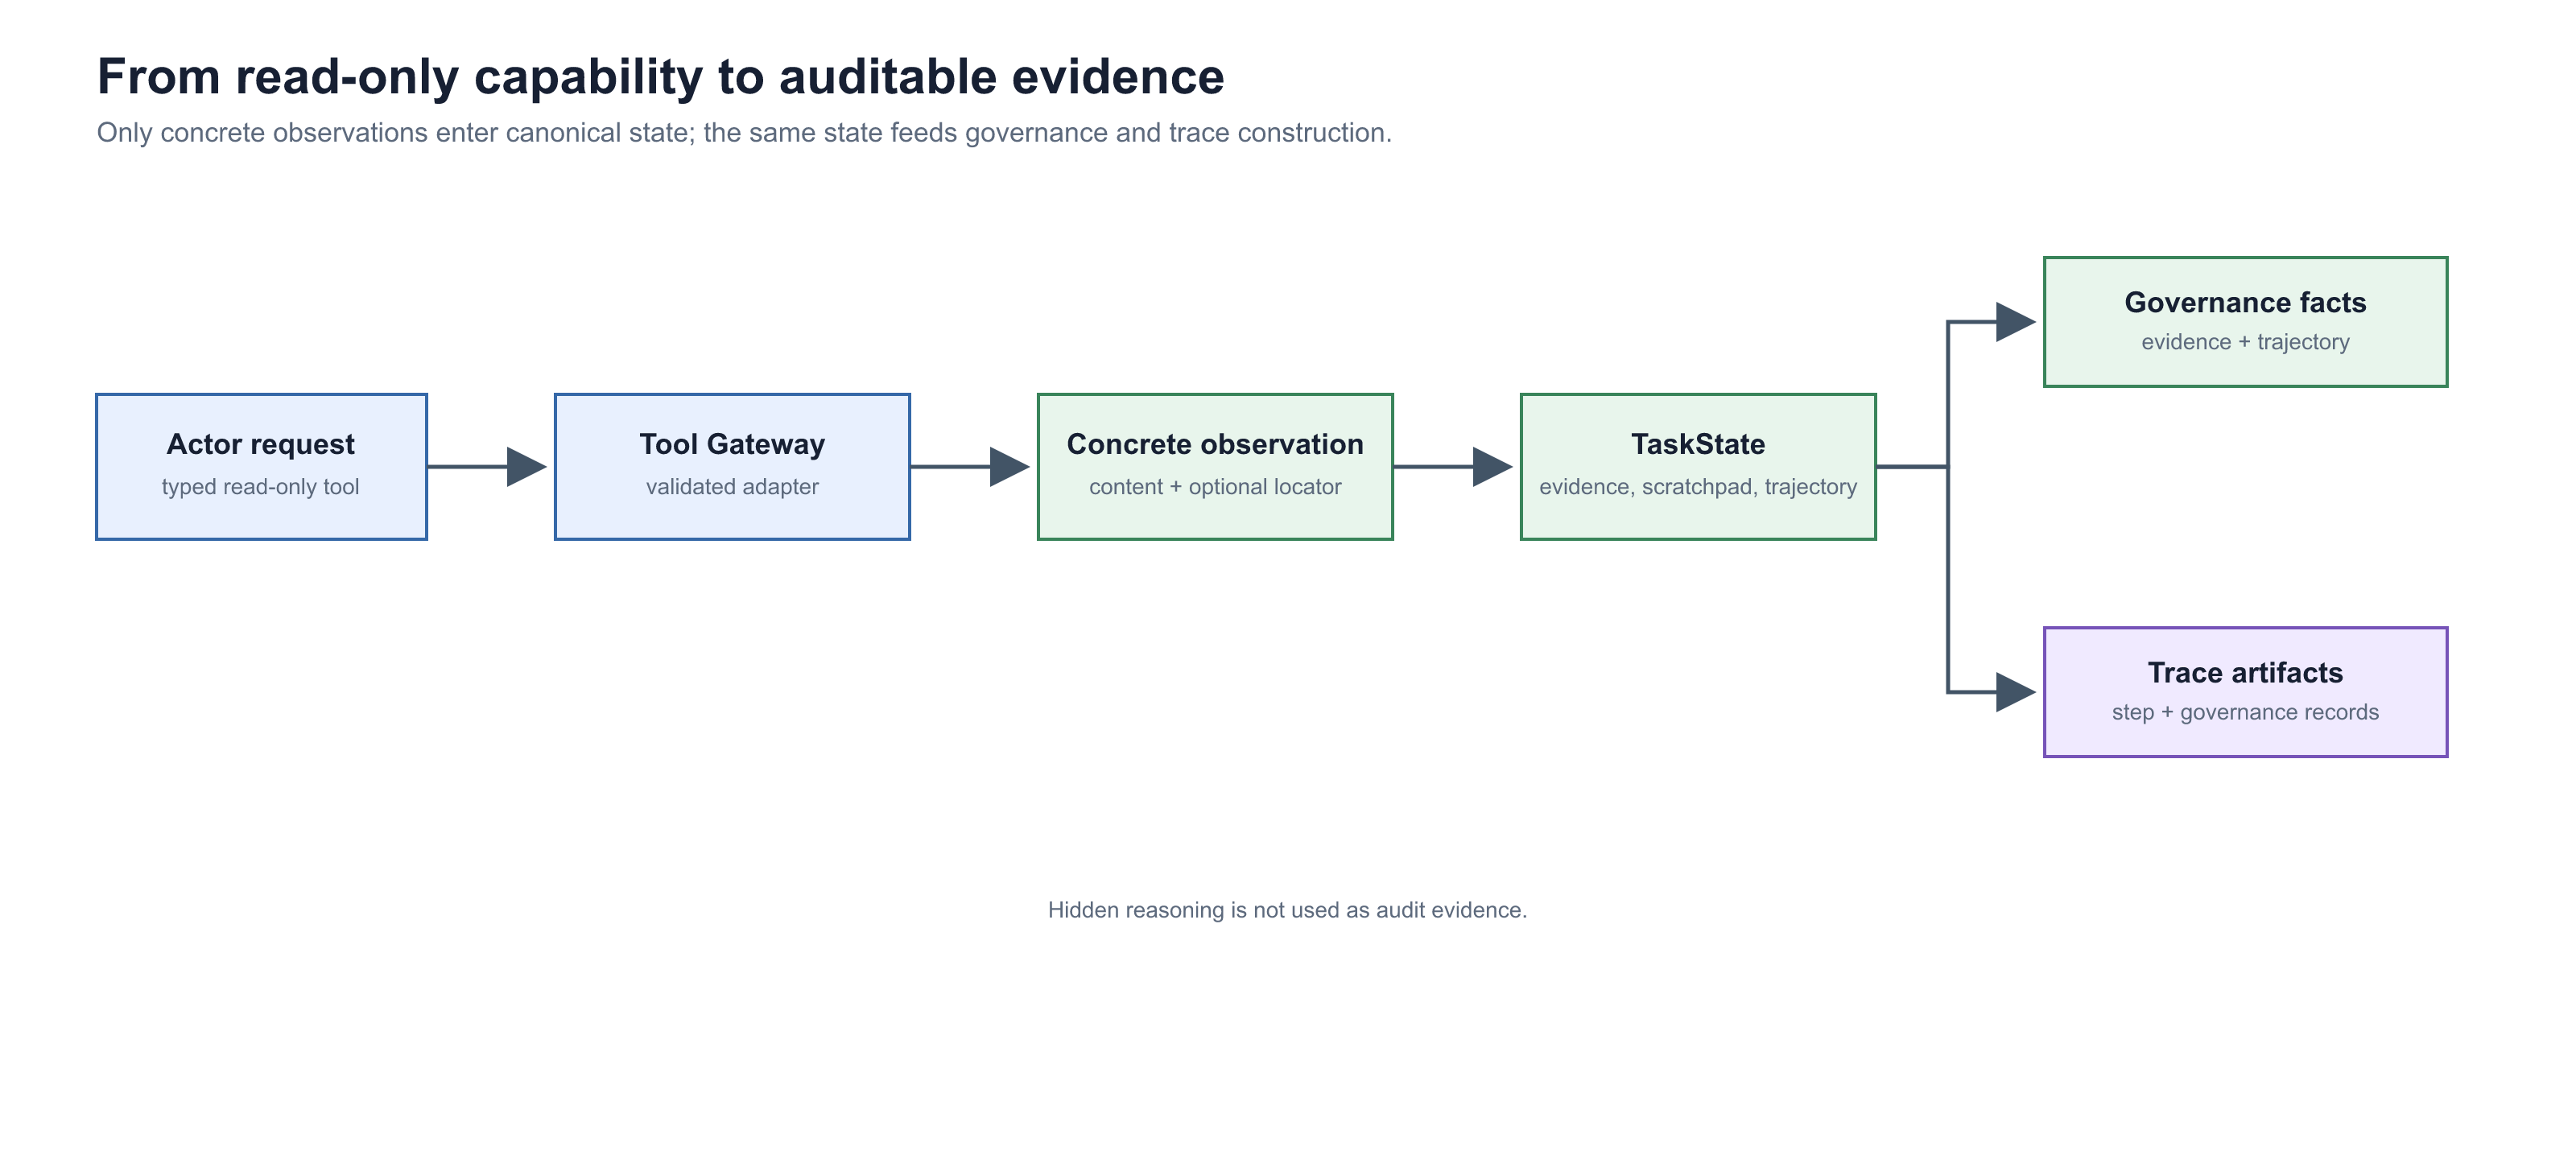 From read-only capability to auditable evidence
Only concrete observations enter canonical state; the same state feeds governance and trace construction.
Actor request
typed read-only tool
Tool Gateway
validated adapter
Concrete observation
content + optional locator
TaskState
evidence, scratchpad, trajectory
Governance facts
evidence + trajectory
Trace artifacts
step + governance records
Hidden reasoning is not used as audit evidence.